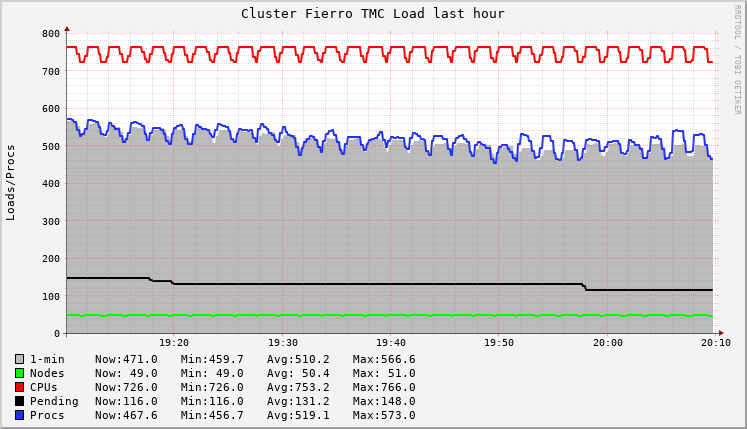 Cluster Fierro TMC Load last hour
RRDTOOL / TOBI OETIKER
Loads/Procs
800
700
600
500
400
300
200
100
0
19:20 19:30 19:40 19:50 20:00 20:10
1-min Now:471.0 Min:459.7 Avg:510.2 Max:566.6
Nodes Now: 49.0 Min: 49.0 Avg: 50.4 Max: 51.0
CPUs Now:726.0 Min:726.0 Avg:753.2 Max:766.0
Pending Now:116.0 Min:116.0 Avg:131.2 Max:148.0
Procs Now:467.6 Min:456.7 Avg:519.1 Max:573.0